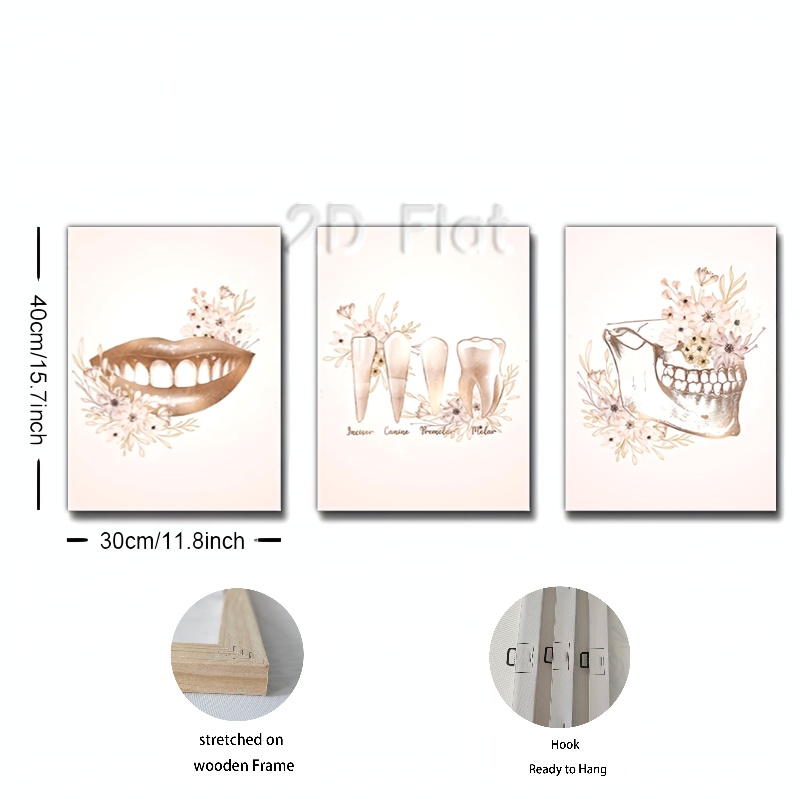 2D Flat
40cm/15.7inch
Incisor Canine Premolar Molar
30cm/11.8inch
stretched on
wooden Frame
Hook
Ready to Hang